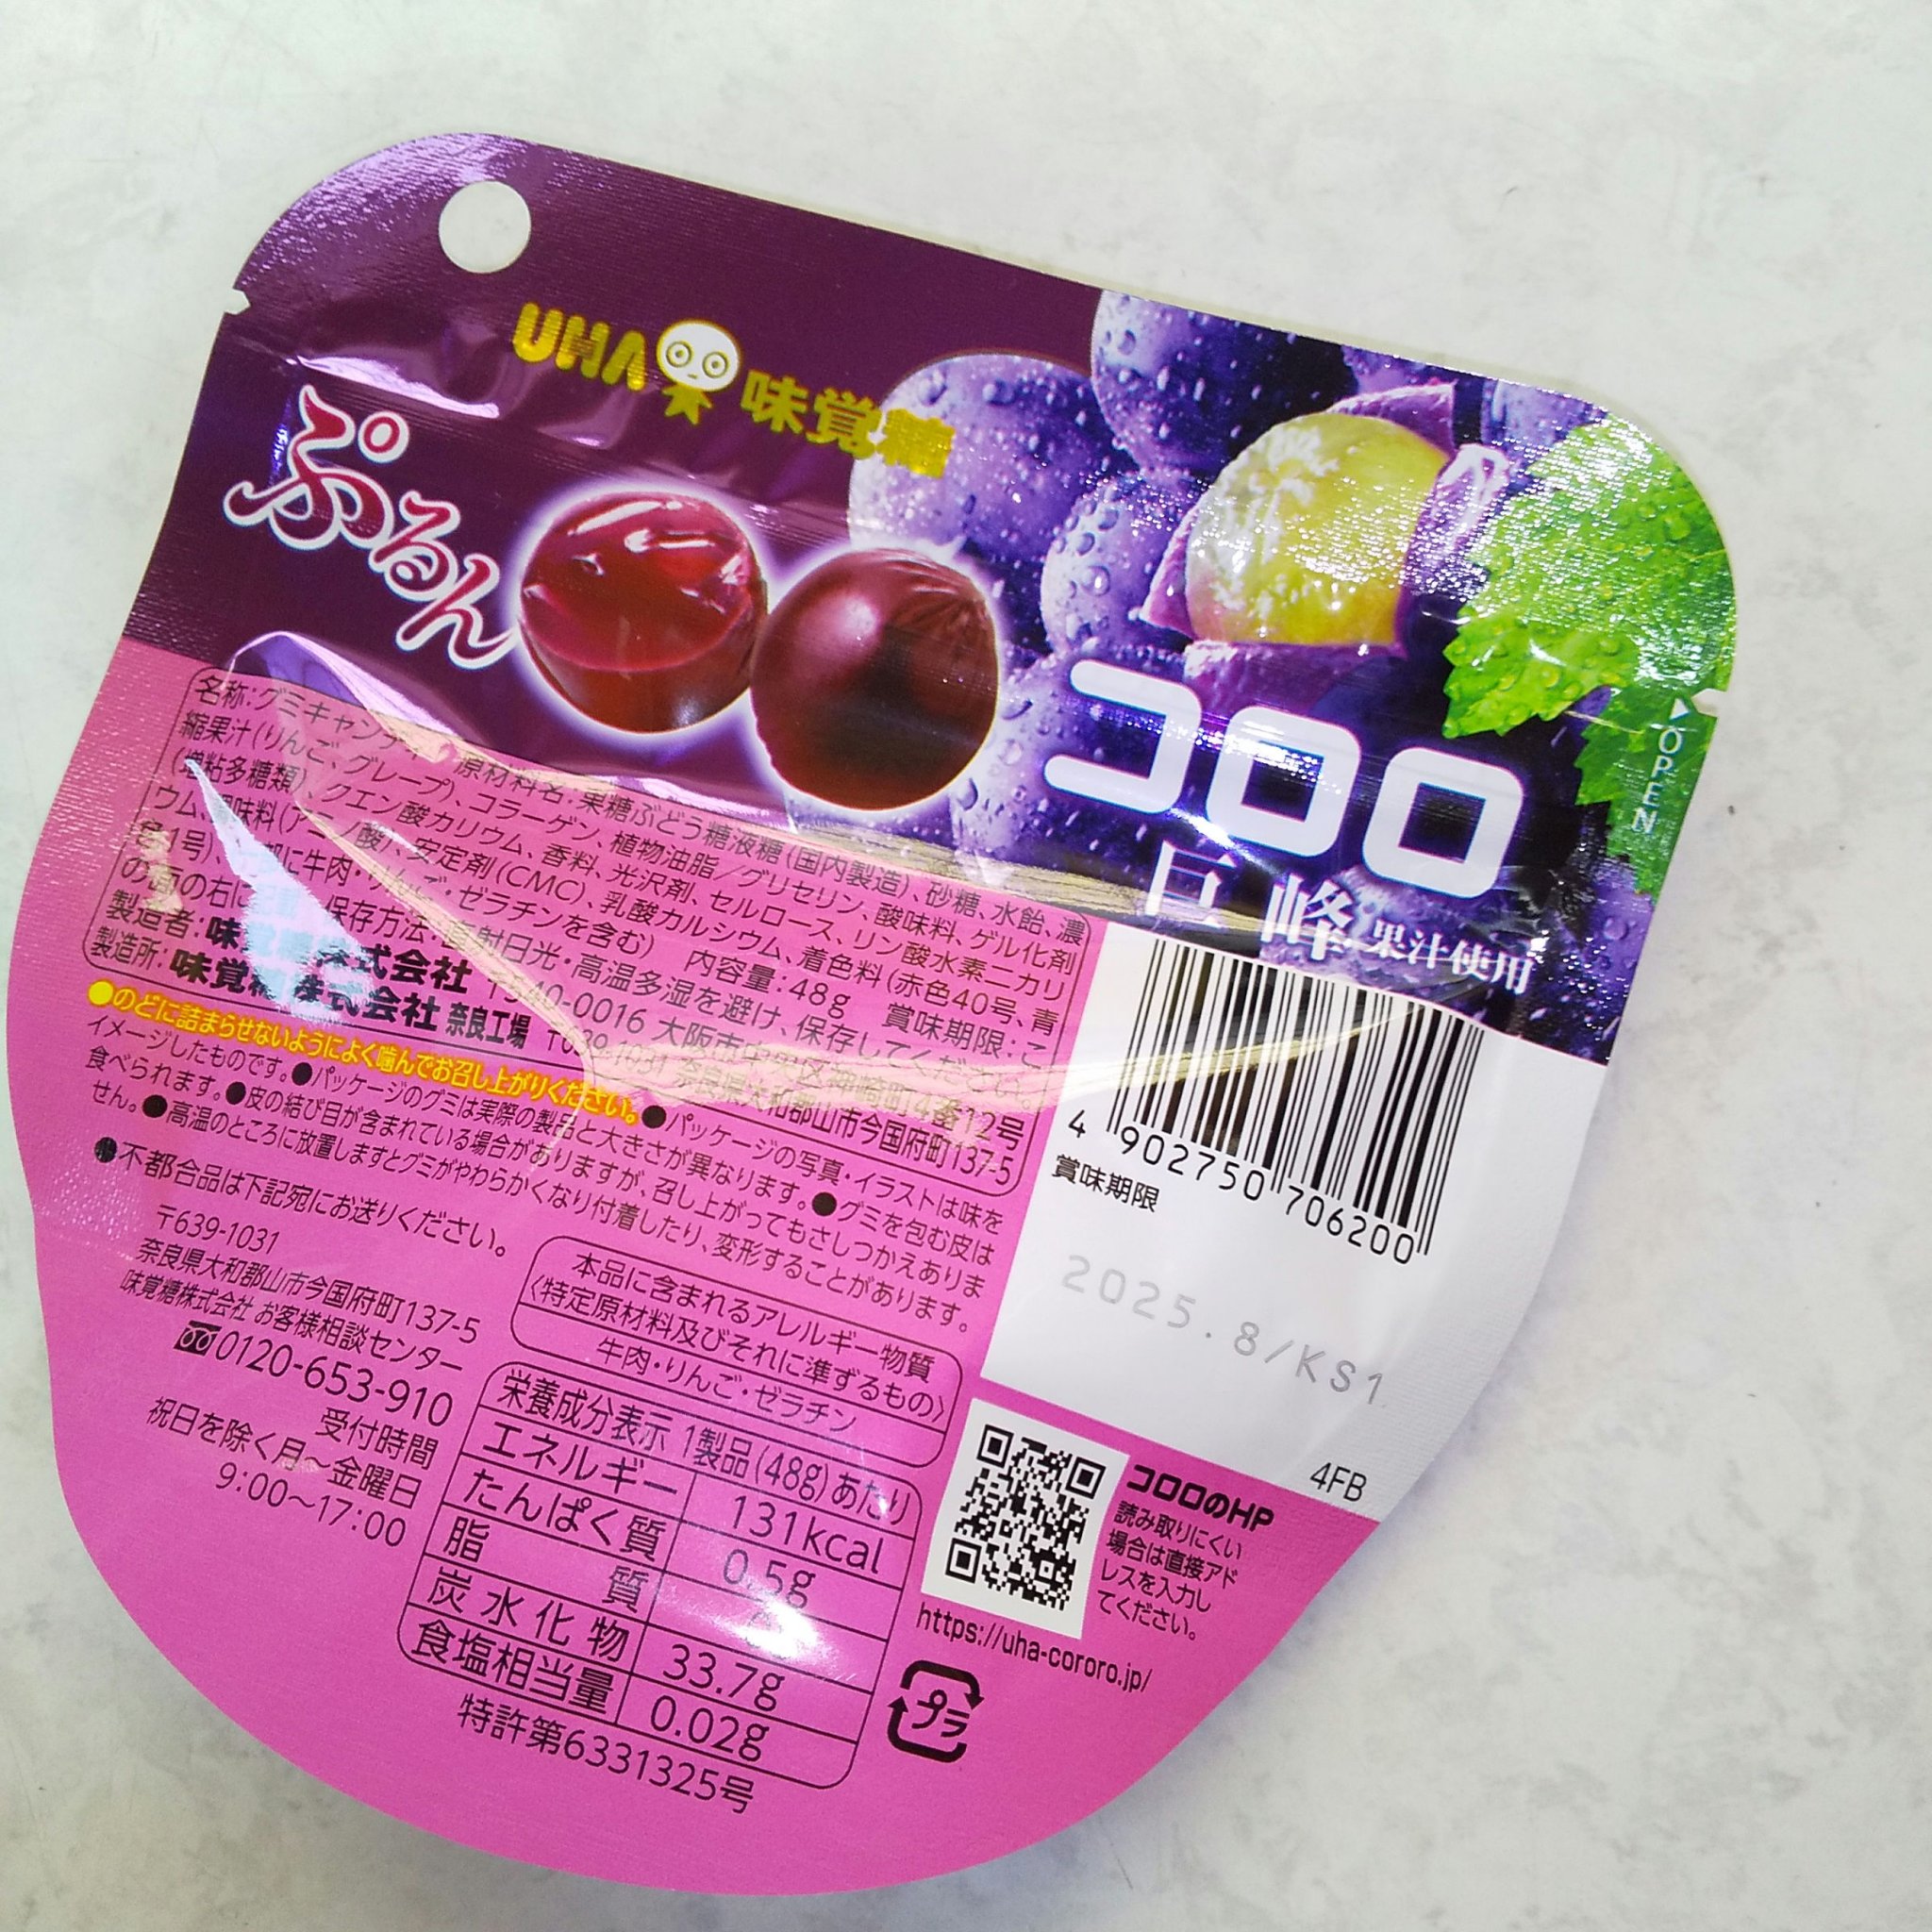 UHA味覚糖
ぷるん
コロロ
巨峰 果汁使用
OPEN
名称:グミキャンディ 原材料名:果糖ぶどう糖液糖(国内製造)、砂糖、水飴、濃
縮果汁(りんご、グレープ)、コラーゲン、植物油脂/グリセリン、酸味料、ゲル化剤
(増粘多糖類)、クエン酸カリウム、香料、光沢剤、セルロース、リン酸水素二カリ
ウム、調味料(アミノ酸)、安定剤(CMC)、乳酸カルシウム、着色料(赤色40号、青
色1号)、 に牛肉・りんご・ゼラチンを含む) 内容量:48g 賞味期限:こ
の面の右に 保存方法: 日光・高温多湿を避け、保存してください。
製造者:味覚糖株式会社 〒540-0016 大阪市中央区神崎町4番12号
製造所:味覚糖株式会社 奈良工場 〒639-1031 奈良県大和郡山市今国府町137-5
●のどに詰まらせないようによく噛んでお召し上がりください。●パッケージの写真・イラストは味を
イメージしたものです。●パッケージのグミは実際の製品と大きさが異なります。●グミを包む皮は
食べられます。●皮の結び目が含まれている場合がありますが、召し上がってもさしつかえありま
せん。●高温のところに放置しますとグミがやわらかくなり付着したり、変形することがあります。
●不都合品は下記宛にお送りください。
〒639-1031
奈良県大和郡山市今国府町137-5
味覚糖株式会社 お客様相談センター
0120-653-910
受付時間
祝日を除く月〜金曜日
9:00〜17:00
本品に含まれるアレルギー物質
〈特定原材料及びそれに準ずるもの〉
牛肉・りんご・ゼラチン
栄養成分表示 1製品(48g)あたり
エネルギー 131kcal
たんぱく質 0.5g
脂質
炭水化物 33.7g
食塩相当量 0.02g
特許第6331325号
4 902750 706200
賞味期限
2025.8/KS1
4FB
コロロのHP
読み取りにくい
場合は直接アド
レスを入力し
てください。
https://uha-cororo.jp/
プラ